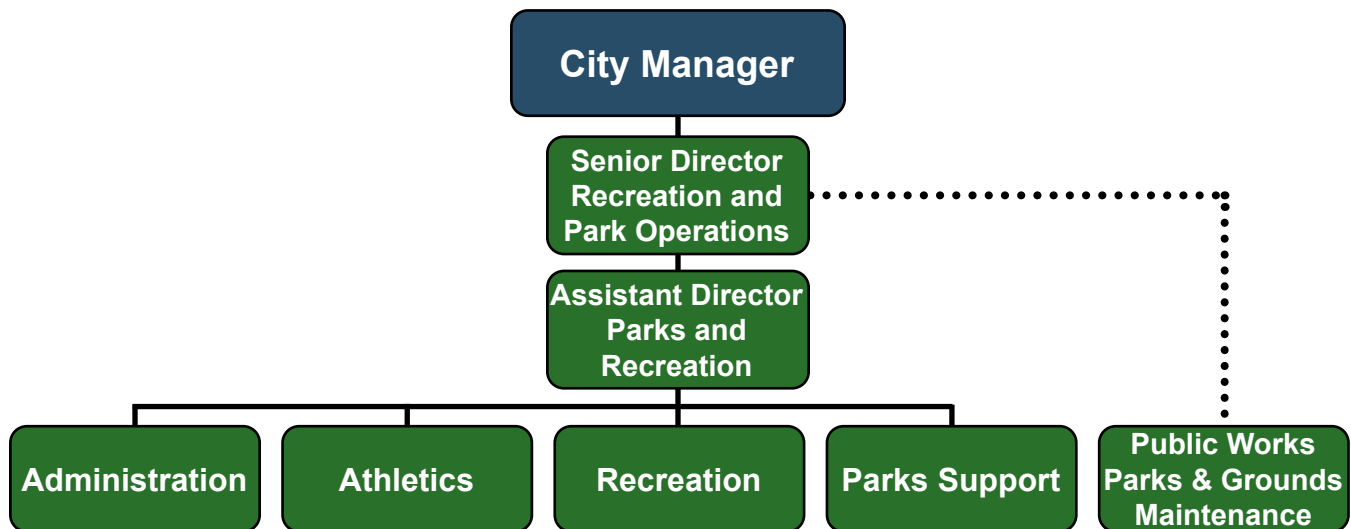 City Manager
Senior Director
Recreation and
Park Operations
Assistant Director
Parks and
Recreation
Administration
Athletics
Recreation
Parks Support
Public Works
Parks & Grounds
Maintenance